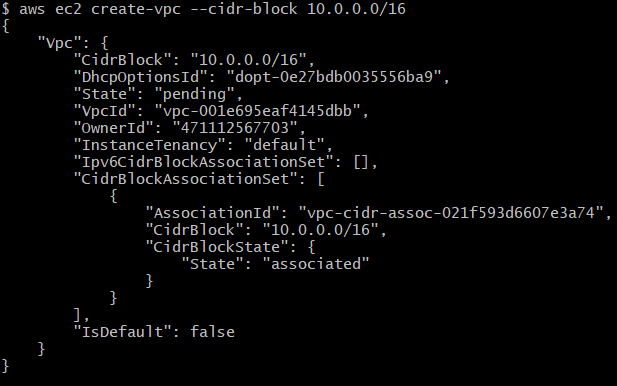 $ aws ec2 create-vpc --cidr-block 10.0.0.0/16
{
    "Vpc": {
        "CidrBlock": "10.0.0.0/16",
        "DhcpOptionsId": "dopt-0e27bdb0035556ba9",
        "State": "pending",
        "VpcId": "vpc-001e695eaf4145dbb",
        "OwnerId": "471112567703",
        "InstanceTenancy": "default",
        "Ipv6CidrBlockAssociationSet": [],
        "CidrBlockAssociationSet": [
            {
                "AssociationId": "vpc-cidr-assoc-021f593d6607e3a74",
                "CidrBlock": "10.0.0.0/16",
                "CidrBlockState": {
                    "State": "associated"
                }
            }
        ],
        "IsDefault": false
    }
}